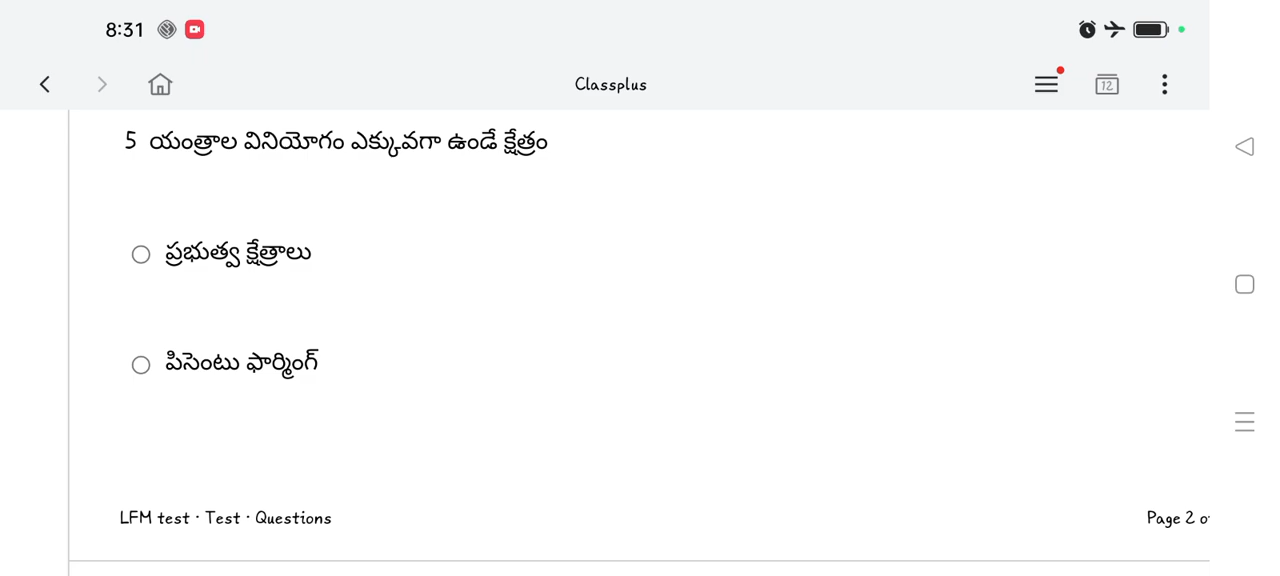 8:31
Classplus
12
5 యంత్రాల వినియోగం ఎక్కువగా ఉండే క్షేత్రం
ప్రభుత్వ క్షేత్రాలు
పిసెంటు ఫార్మింగ్
LFM test · Test · Questions
Page 2 o